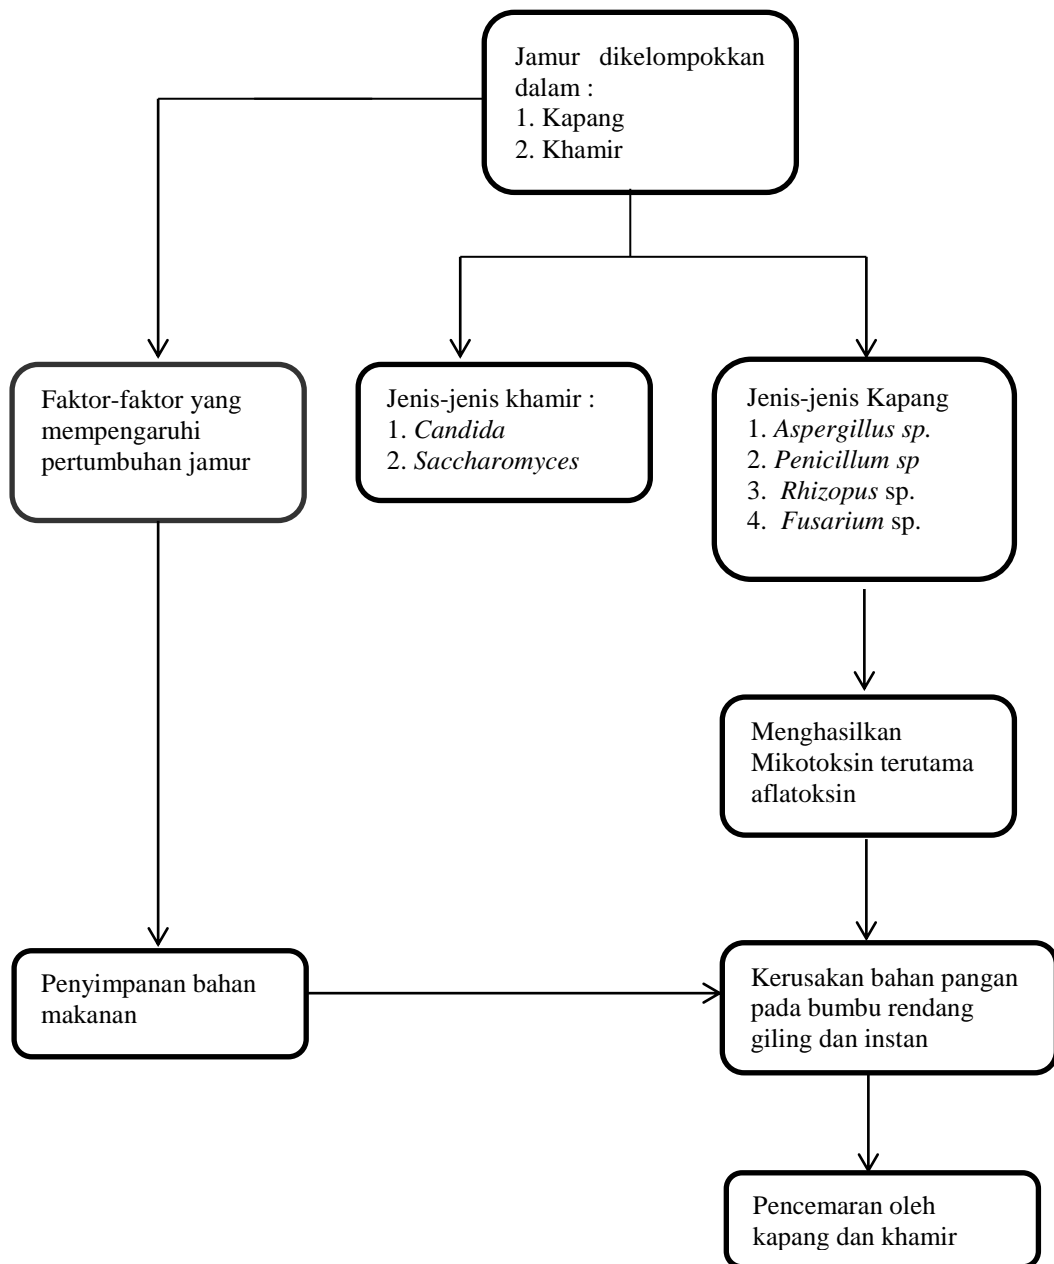 Jamur dikelompokkan
dalam :
1. Kapang
2. Khamir
Faktor-faktor yang
mempengaruhi
pertumbuhan jamur
Jenis-jenis khamir :
1. Candida
2. Saccharomyces
Jenis-jenis Kapang
1. Aspergillus sp.
2. Penicillum sp
3. Rhizopus sp.
4. Fusarium sp.
Menghasilkan
Mikotoksin terutama
aflatoksin
Penyimpanan bahan
makanan
Kerusakan bahan pangan
pada bumbu rendang
giling dan instan
Pencemaran oleh
kapang dan khamir